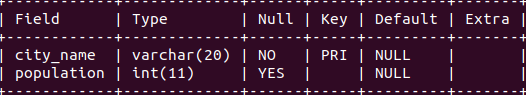 | Field | Type | Null | Key | Default | Extra |
| city_name | varchar(20) | NO | PRI | NULL | |
| population | int(11) | YES | | NULL | |